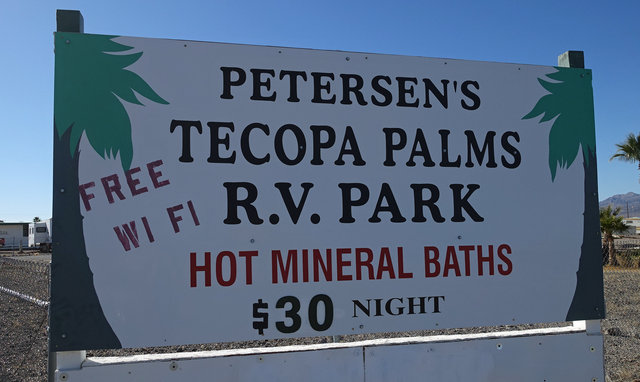 PETERSEN'S
TECOPA PALMS
R.V. PARK
FREE
WI FI
HOT MINERAL BATHS
$30 NIGHT